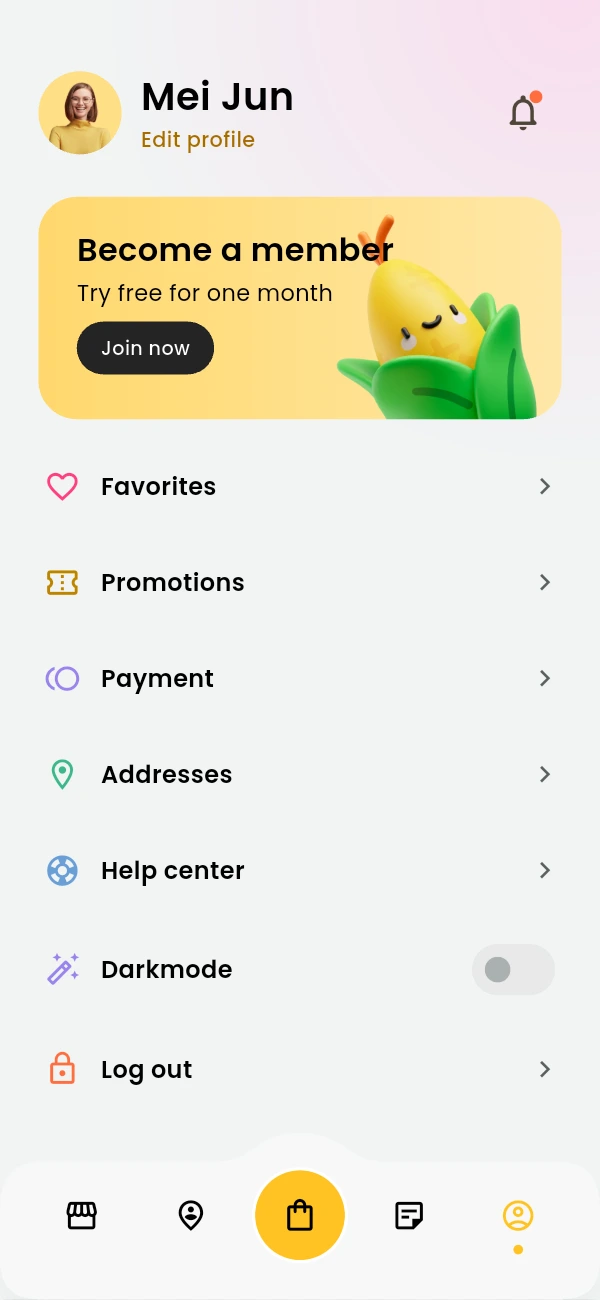 Mei Jun
Edit profile
Become a member
Try free for one month
Join now
Favorites
Promotions
Payment
Addresses
Help center
Darkmode
Log out